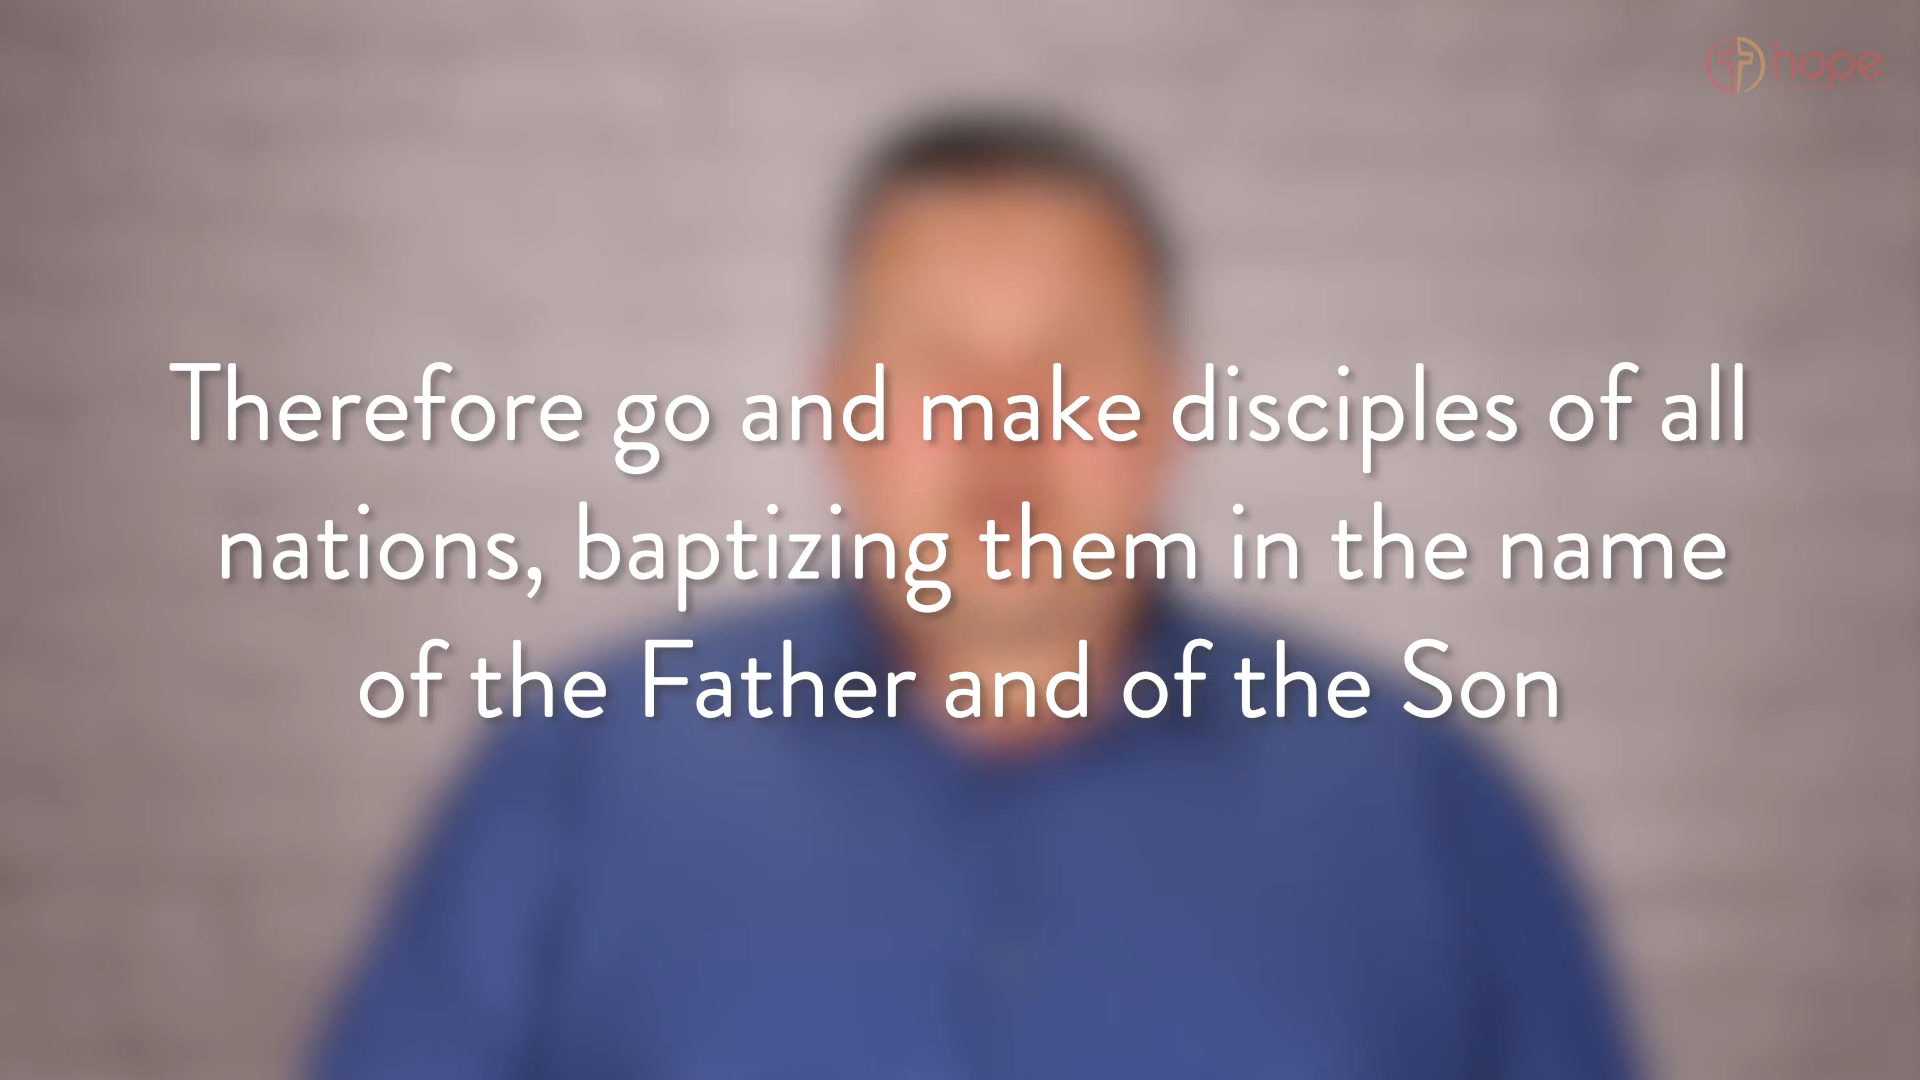 hope
Therefore go and make disciples of all
nations, baptizing them in the name
of the Father and of the Son